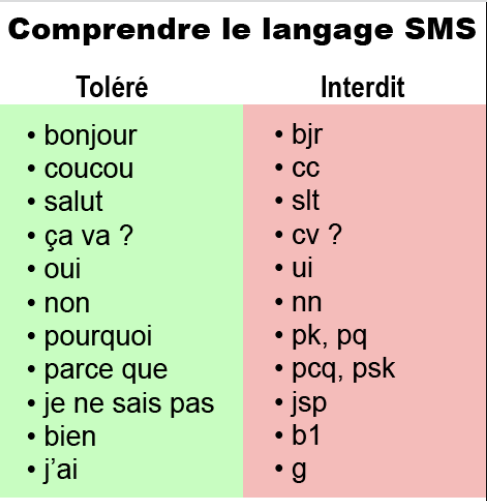 Comprendre le langage SMS
Toléré
Interdit
• bonjour
• coucou
• salut
• ça va ?
• oui
• non
• pourquoi
• parce que
• je ne sais pas
• bien
• j'ai
• bjr
• cc
• slt
• cv ?
• ui
• nn
• pk, pq
• pcq, psk
• jsp
• b1
• g